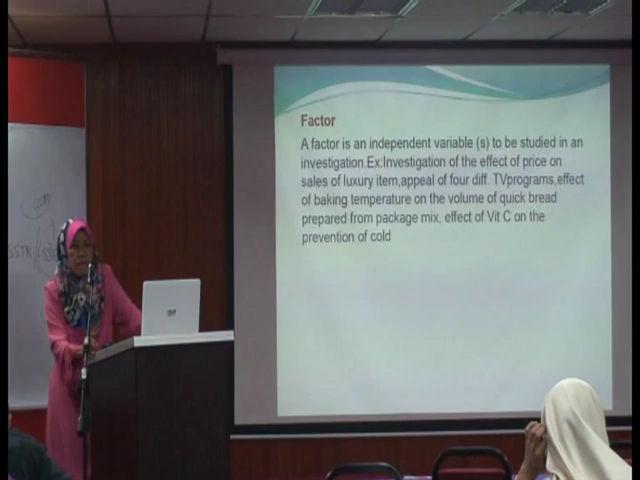 Factor
A factor is an independent variable (s) to be studied in an
investigation.Ex:Investigation of the effect of price on
sales of luxury item,appeal of four diff. TVprograms,effect
of baking temperature on the volume of quick bread
prepared from package mix, effect of Vit C on the
prevention of cold